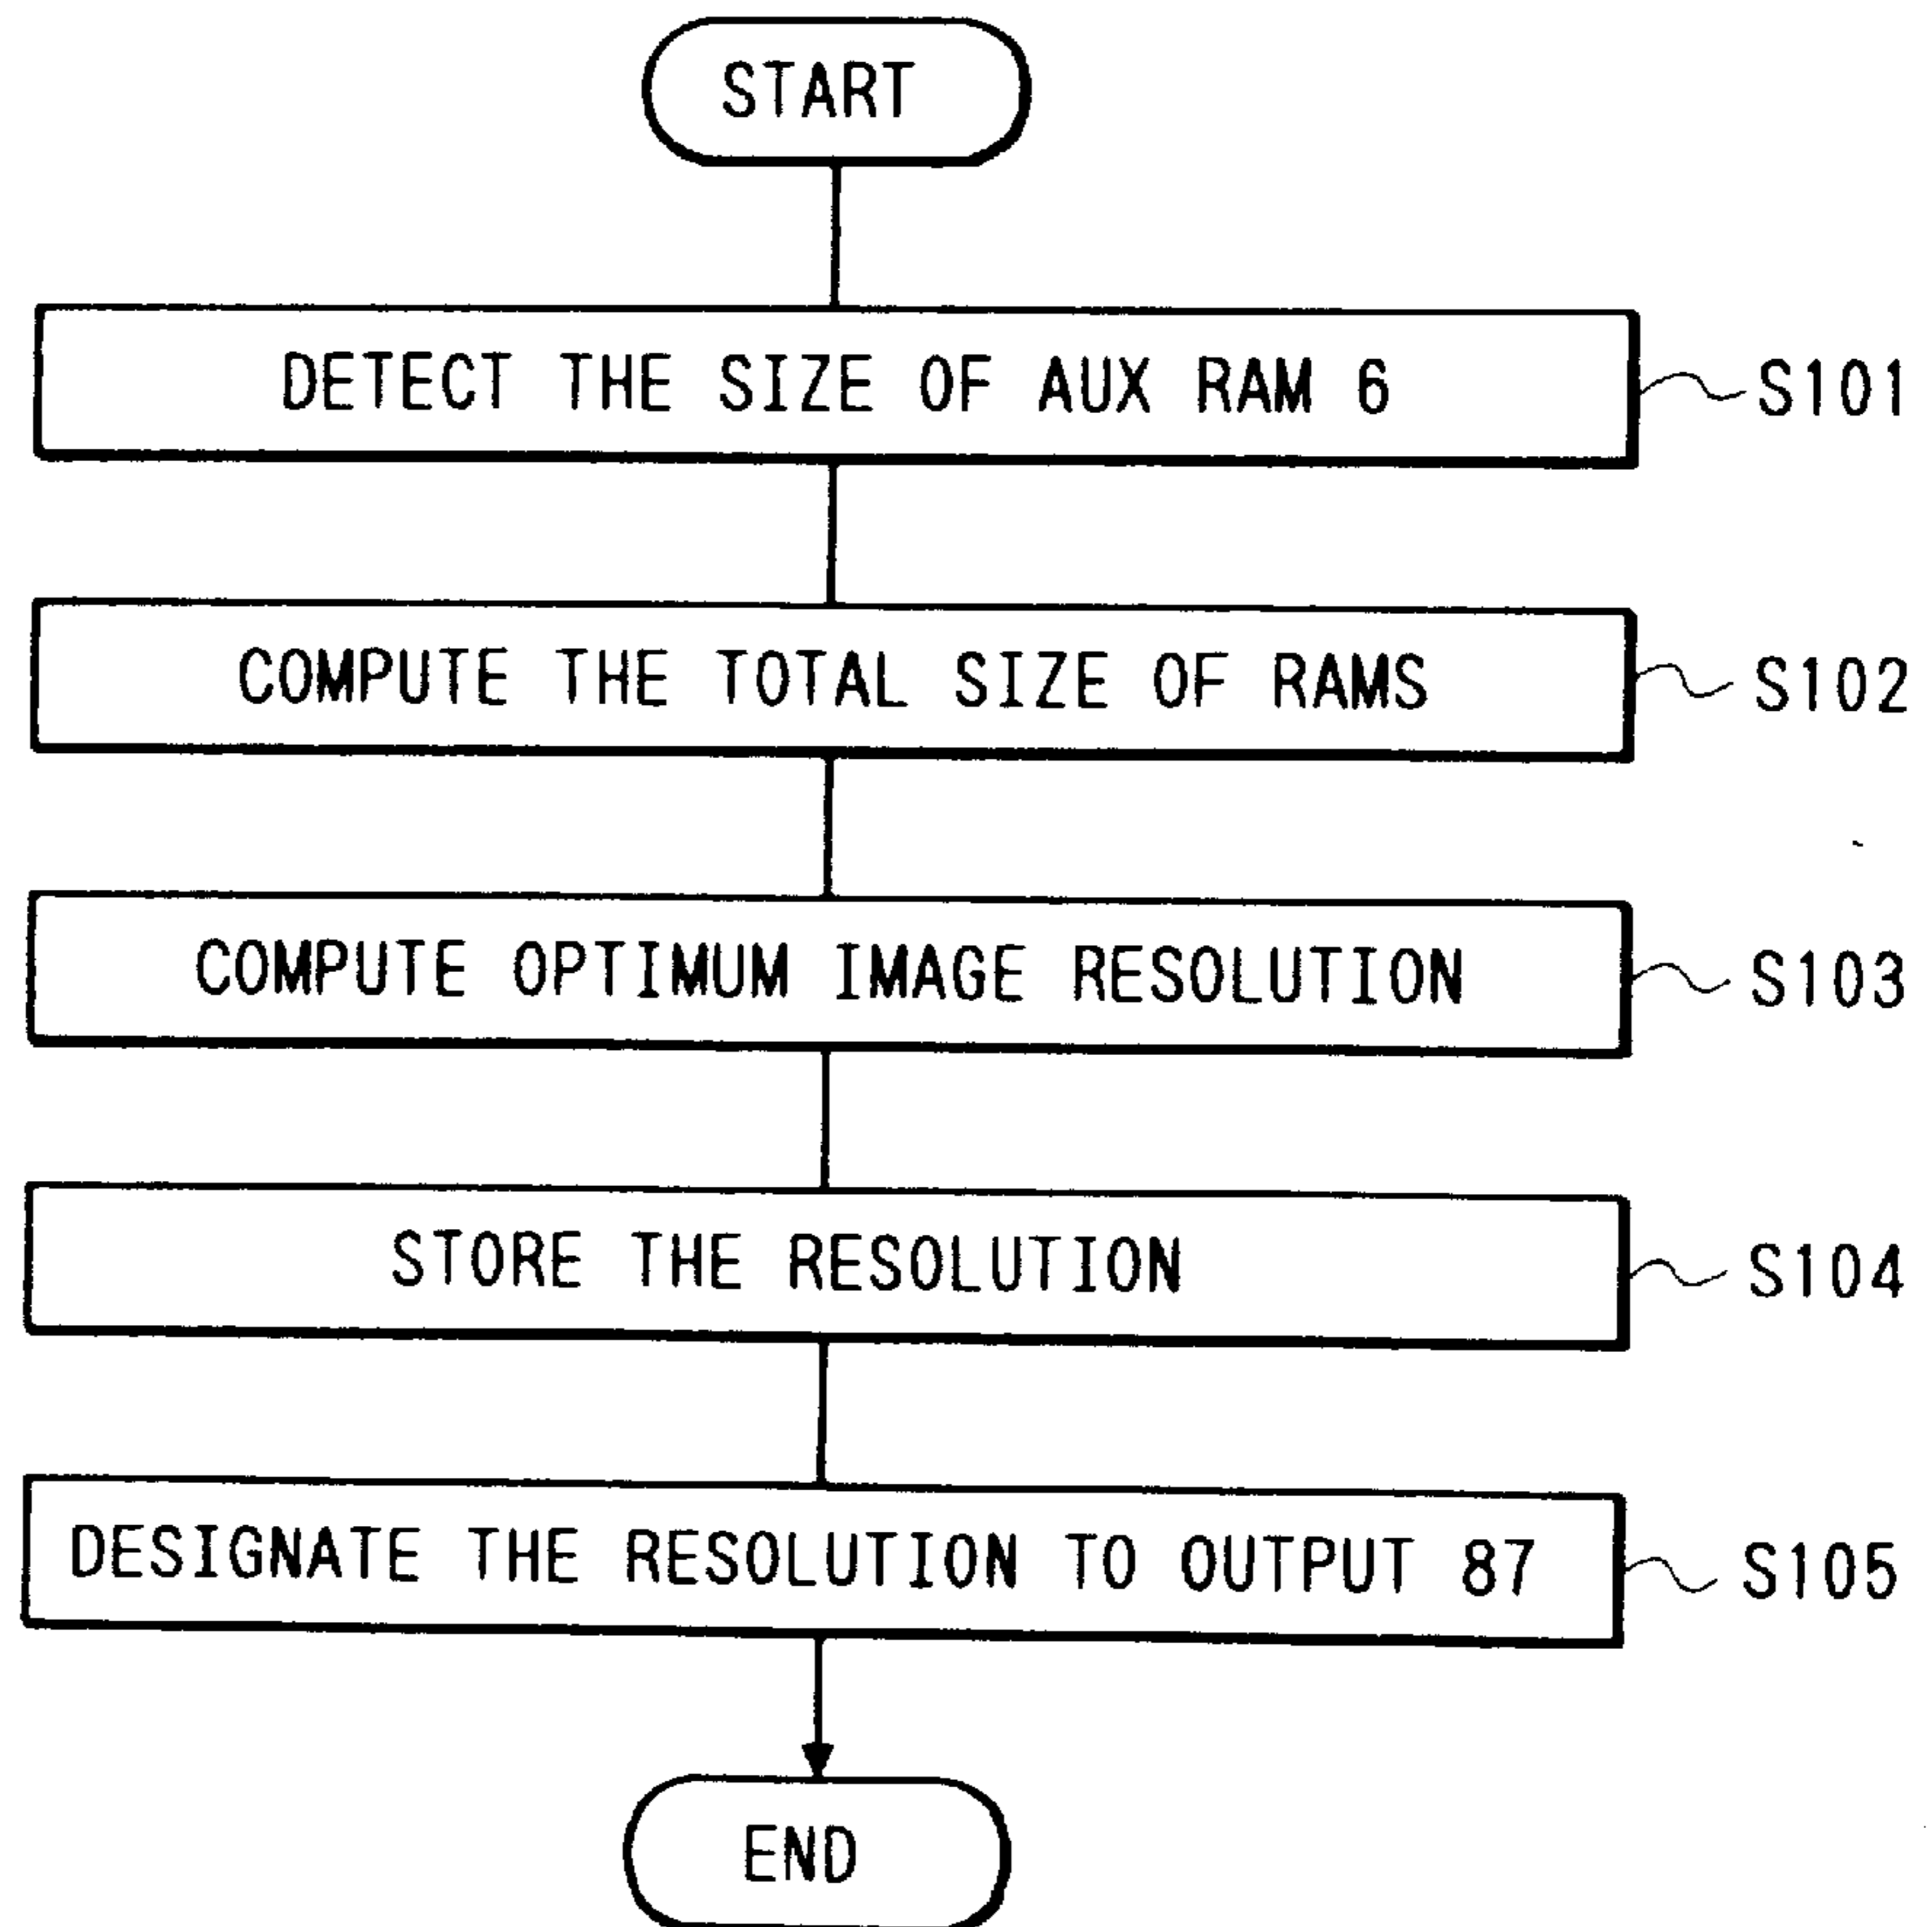 START
DETECT THE SIZE OF AUX RAM 6
S101
COMPUTE THE TOTAL SIZE OF RAMS
S102
COMPUTE OPTIMUM IMAGE RESOLUTION
S103
STORE THE RESOLUTION
S104
DESIGNATE THE RESOLUTION TO OUTPUT 87
S105
END